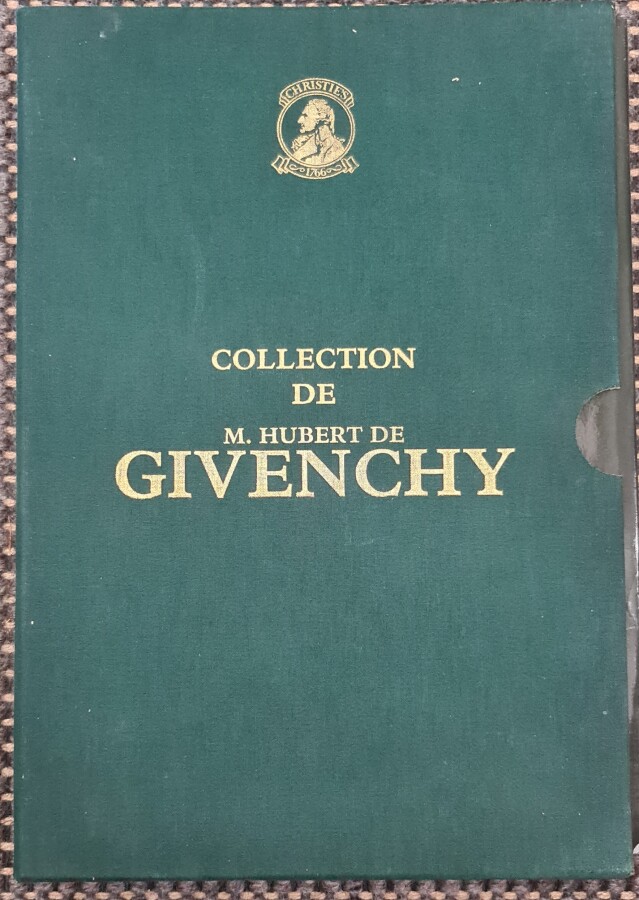 CHRISTIE'S
1766
COLLECTION
DE
M. HUBERT DE
GIVENCHY